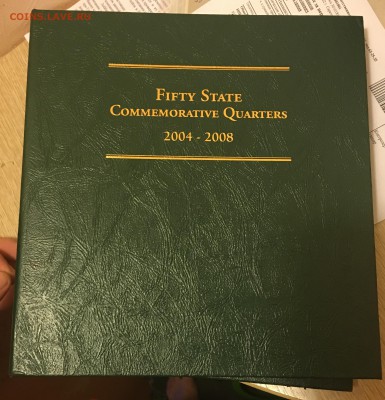 COINS.LAVE.RU
FIFTY STATE
COMMEMORATIVE QUARTERS
2004 - 2008